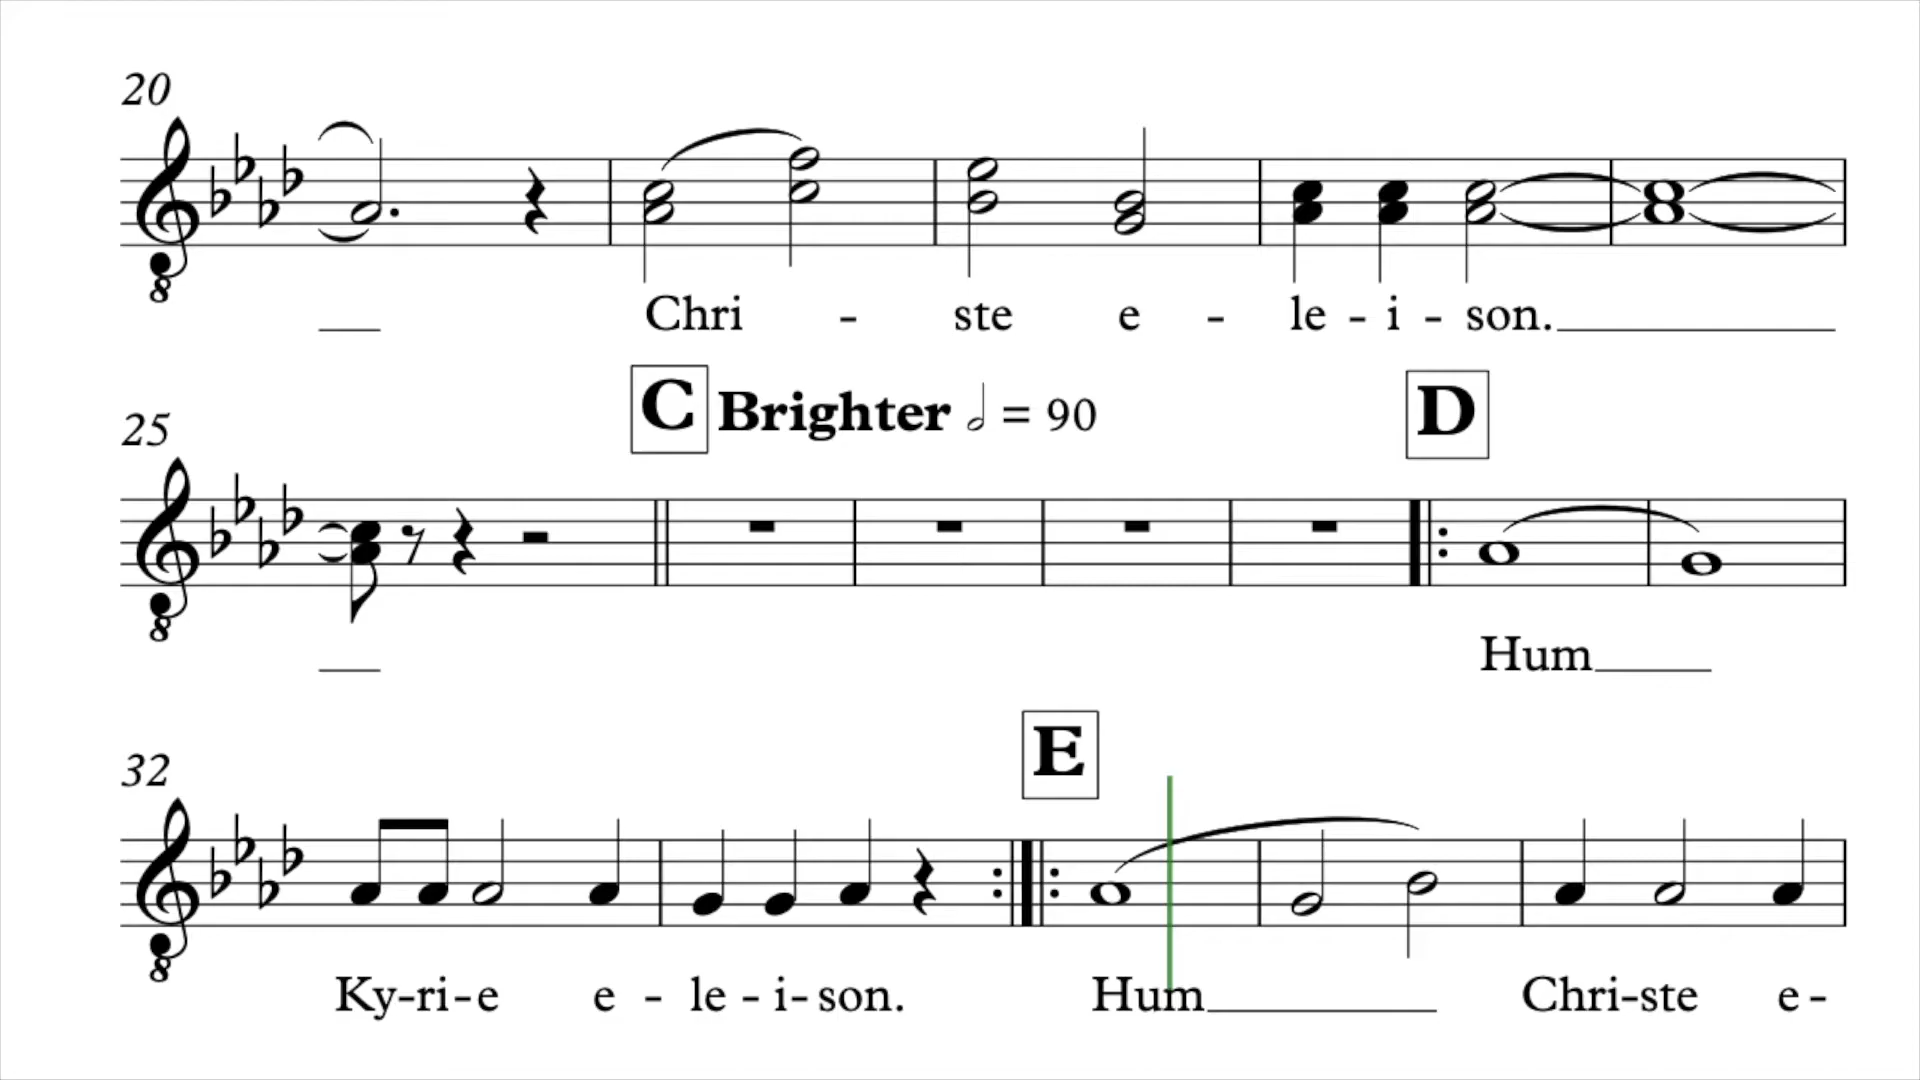 20
8
Chri - ste e - le - i - son.
C Brighter 𝅗𝅥 = 90 D
25
8
Hum
E
32
8
Ky-ri-e e - le - i- son. Hum Chri-ste e -